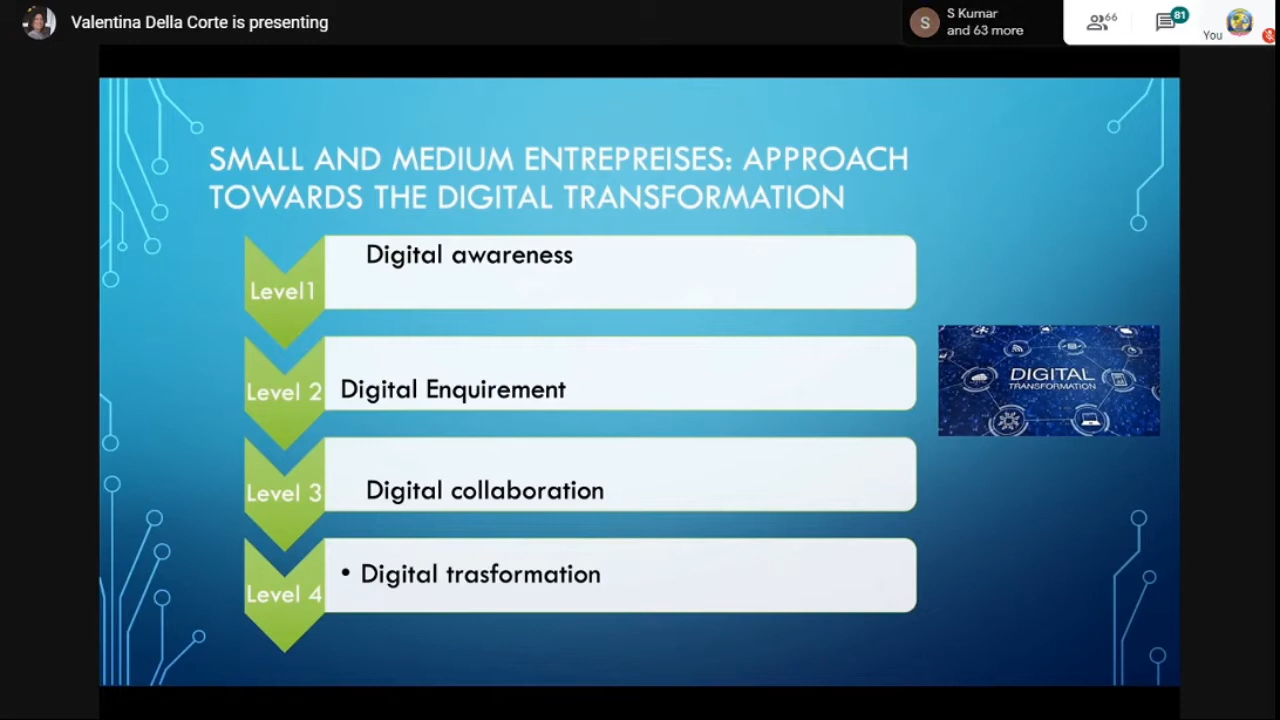 Valentina Della Corte is presenting
S
S Kumar
and 63 more
66
81
You
SMALL AND MEDIUM ENTREPREISES: APPROACH
TOWARDS THE DIGITAL TRANSFORMATION
Level1
Digital awareness
Level 2
Digital Enquirement
Level 3
Digital collaboration
Level 4
• Digital trasformation
DIGITAL
TRANSFORMATION